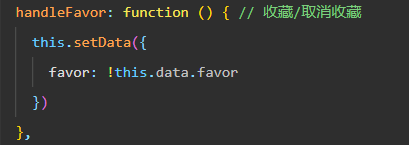 handleFavor: function () { // 收藏/取消收藏
this.setData({
favor: !this.data.favor
})
},